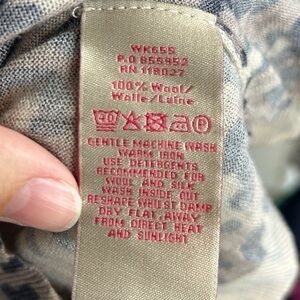 WK655
P.O 855952
RN 118027
100% Wool/
Wolle/Laine
GENTLE MACHINE WASH
WARM IRON
USE DETERGENTS
RECOMMENDED FOR
WOOL AND SILK
WASH INSIDE OUT
RESHAPE WHILST DAMP
DRY FLAT, AWAY
FROM DIRECT HEAT
AND SUNLIGHT